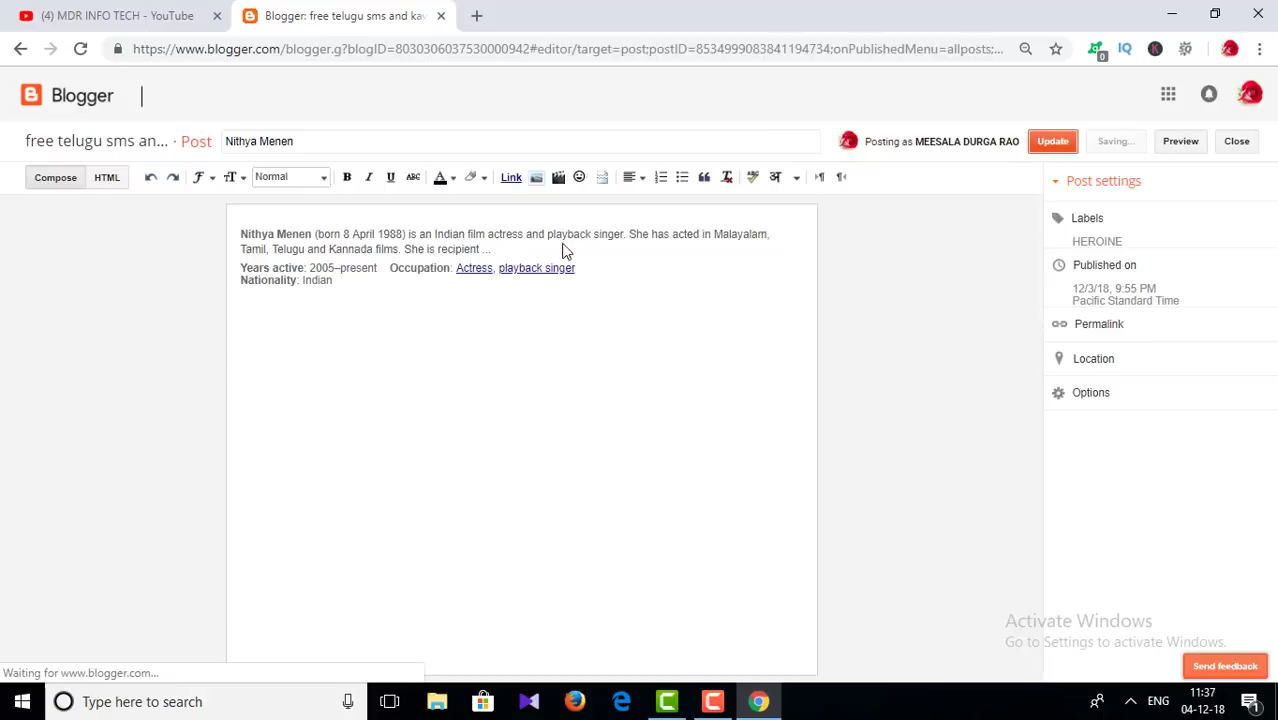 (4) MDR INFO TECH - YouTube
Blogger: free telugu sms and kav
https://www.blogger.com/blogger.g?blogID=8030306037530000942#editor/target=post;postID=8534999083841194734;onPublishedMenu=allposts;...
0
IQ
K
Blogger
free telugu sms an... · Post
Nithya Menen
Posting as MEESALA DURGA RAO
Update
Saving...
Preview
Close
Compose
HTML
Normal
B I U ABC
A
Link
अ
Post settings
Labels
HEROINE
Published on
12/3/18, 9:55 PM
Pacific Standard Time
Permalink
Location
Options
Nithya Menen (born 8 April 1988) is an Indian film actress and playback singer. She has acted in Malayalam,
Tamil, Telugu and Kannada films. She is recipient ...
Years active: 2005–present Occupation: Actress, playback singer
Nationality: Indian
Activate Windows
Go to Settings to activate Windows.
Send feedback
Waiting for www.blogger.com...
Type here to search
ENG
11:37
04-12-18
1